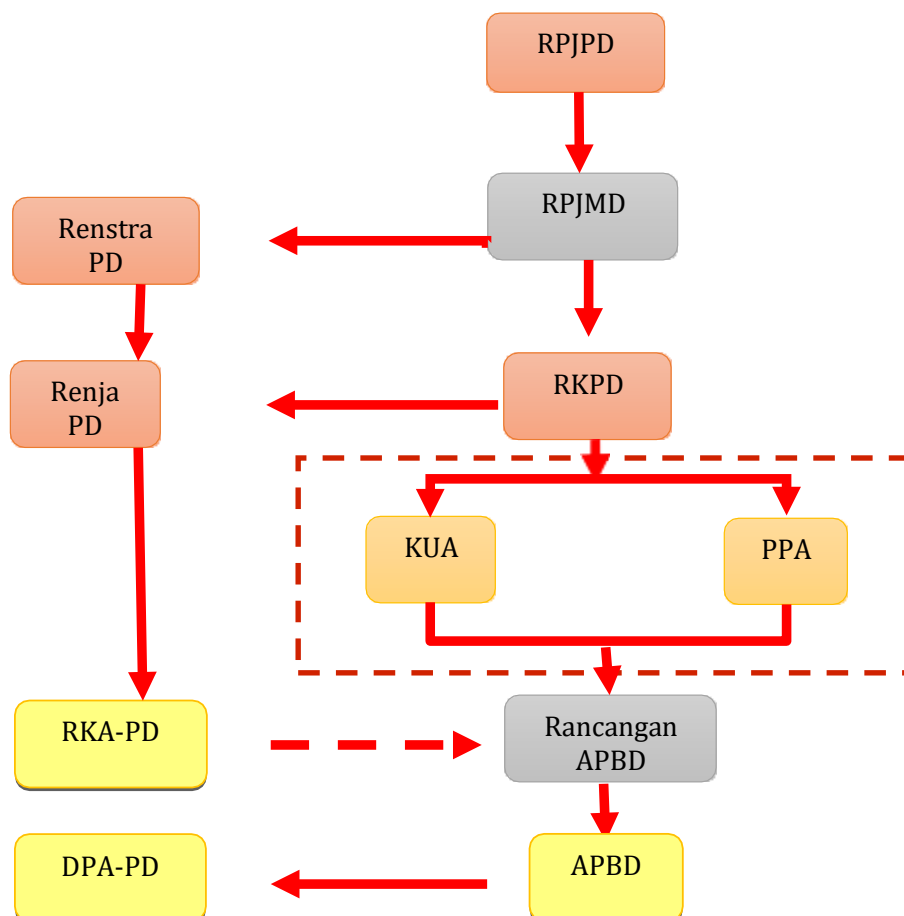 RPJPD
RPJMD
Renstra
PD
RKPD
Renja
PD
KUA
PPA
RKA-PD
Rancangan
APBD
DPA-PD
APBD